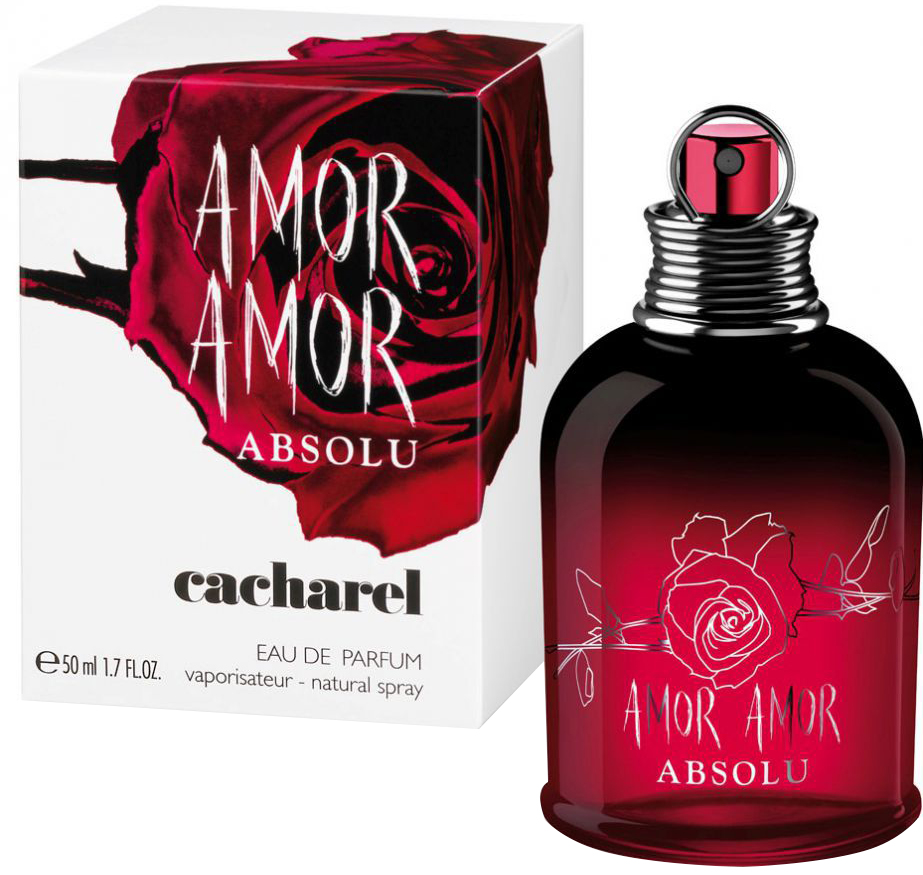 AMOR
AMOR
ABSOLU
cacharel
EAU DE PARFUM
℮50 ml 1.7 FL.OZ.
vaporisateur - natural spray
AMOR AMOR
ABSOLU